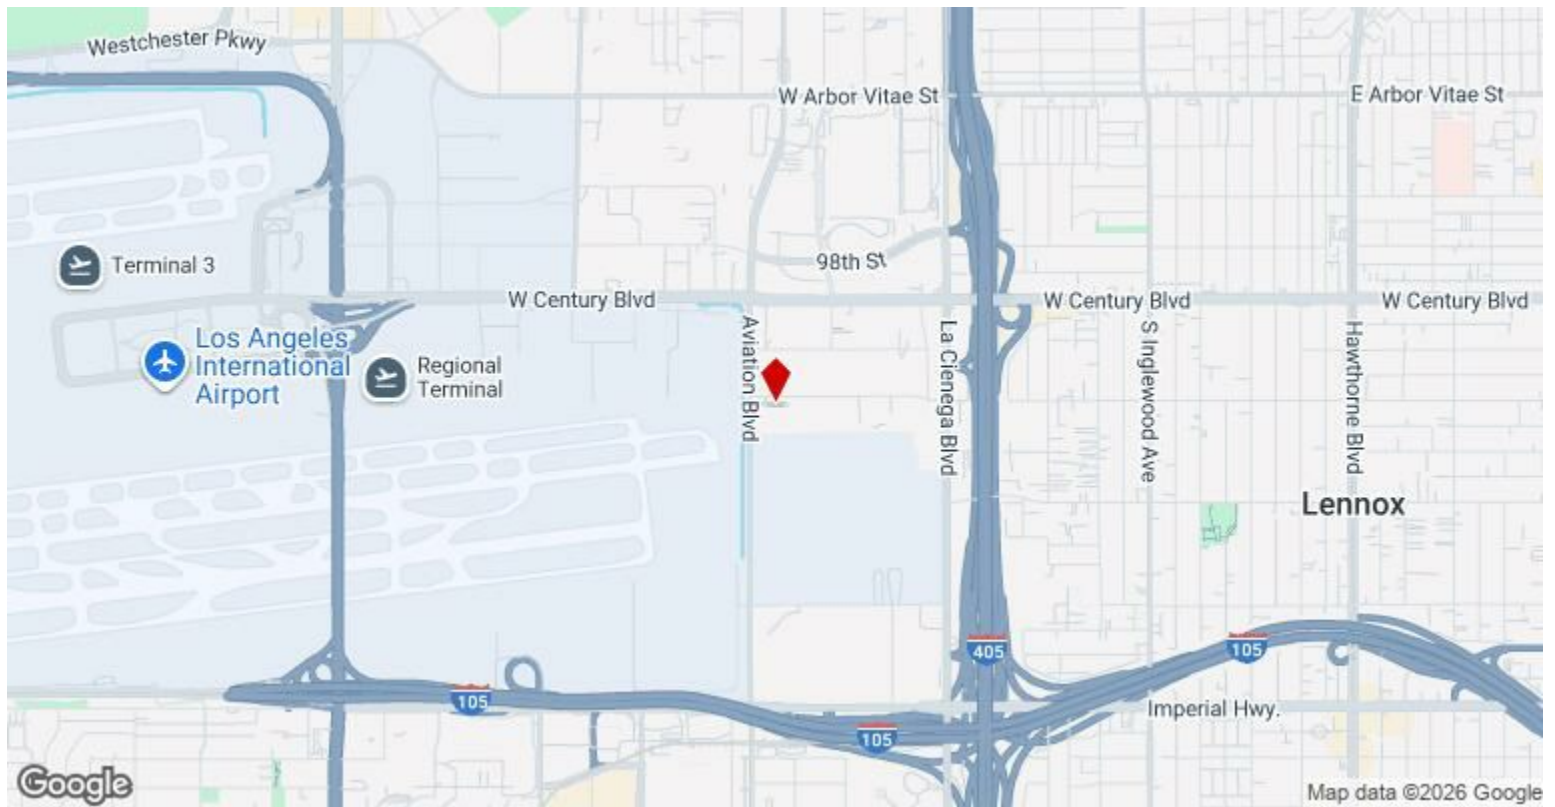 Westchester Pkwy
W Arbor Vitae St
E Arbor Vitae St
98th St
Terminal 3
W Century Blvd
W Century Blvd
W Century Blvd
Los Angeles
International
Airport
Regional
Terminal
Aviation Blvd
La Cienega Blvd
S Inglewood Ave
Hawthorne Blvd
Lennox
405
105
105
105
Imperial Hwy.
Google
Map data ©2026 Google